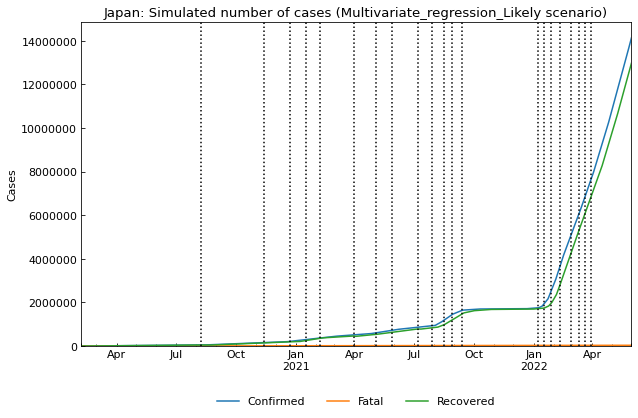 Japan: Simulated number of cases (Multivariate_regression_Likely scenario)
14000000
12000000
10000000
8000000
6000000
4000000
2000000
0
Cases
Apr Jul Oct Jan Apr Jul Oct Jan Apr
2021 2022
Confirmed Fatal Recovered